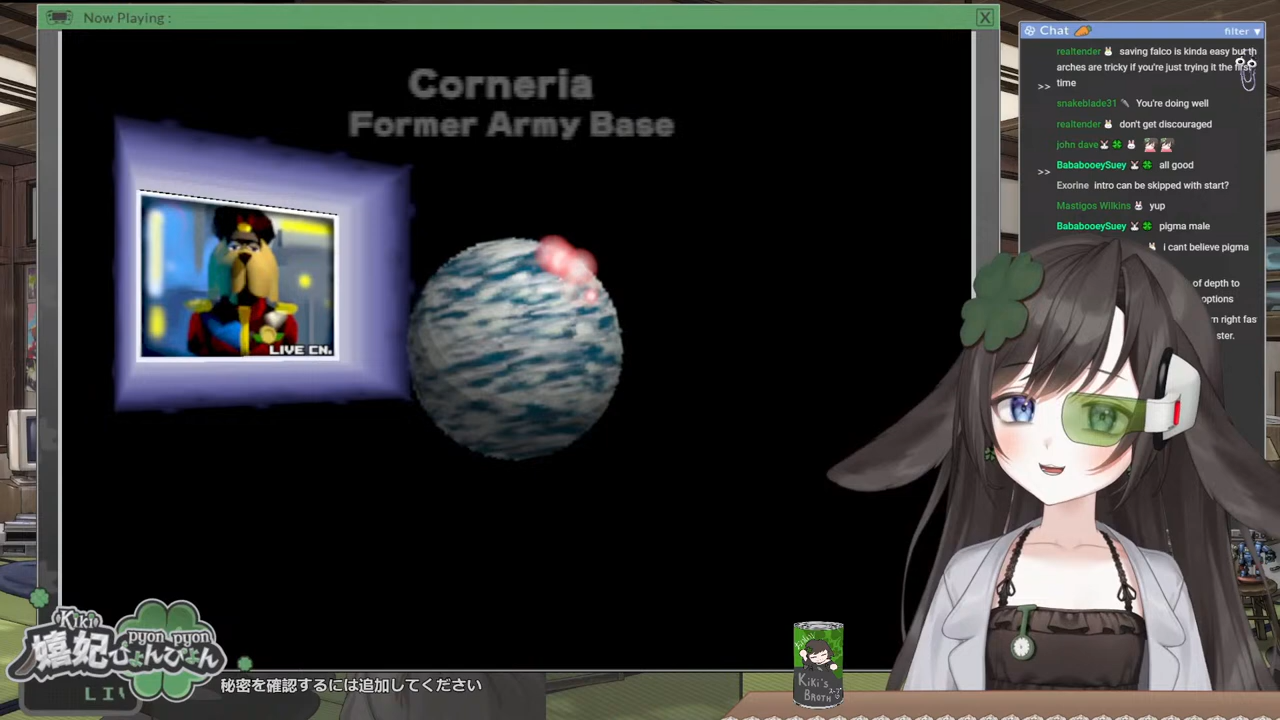 Now Playing :
X
Corneria
Former Army Base
LIVE CN.
Chat
filter ▼
realtender saving falco is kinda easy but th
arches are tricky if you're just trying it the first
>> time
snakeblade31 You're doing well
realtender don't get discouraged
john dave
BababooeySuey all good
>>
Exorine intro can be skipped with start?
Mastigos Wilkins yup
BababooeySuey pigma male
i cant believe pigma
of depth to
options
rn right fas
ster.
Kiki
嬉妃ぴょんぴょん
pyon pyon
LI
秘密を確認するには追加してください
KiKi's
BROTH